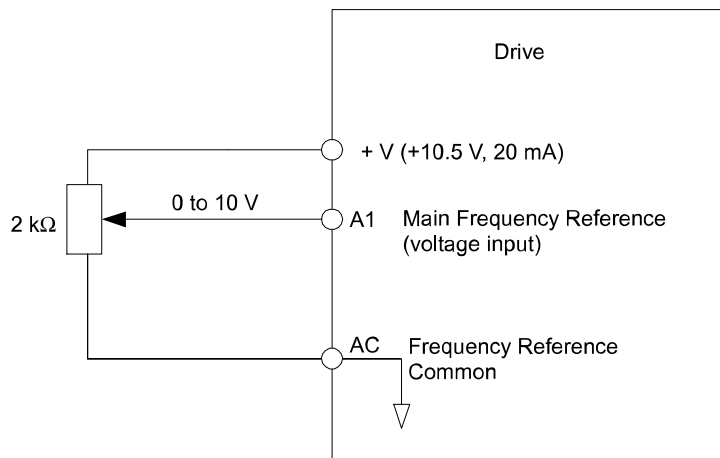 Drive
+ V (+10.5 V, 20 mA)
0 to 10 V
2 kΩ
A1
Main Frequency Reference
(voltage input)
AC
Frequency Reference
Common